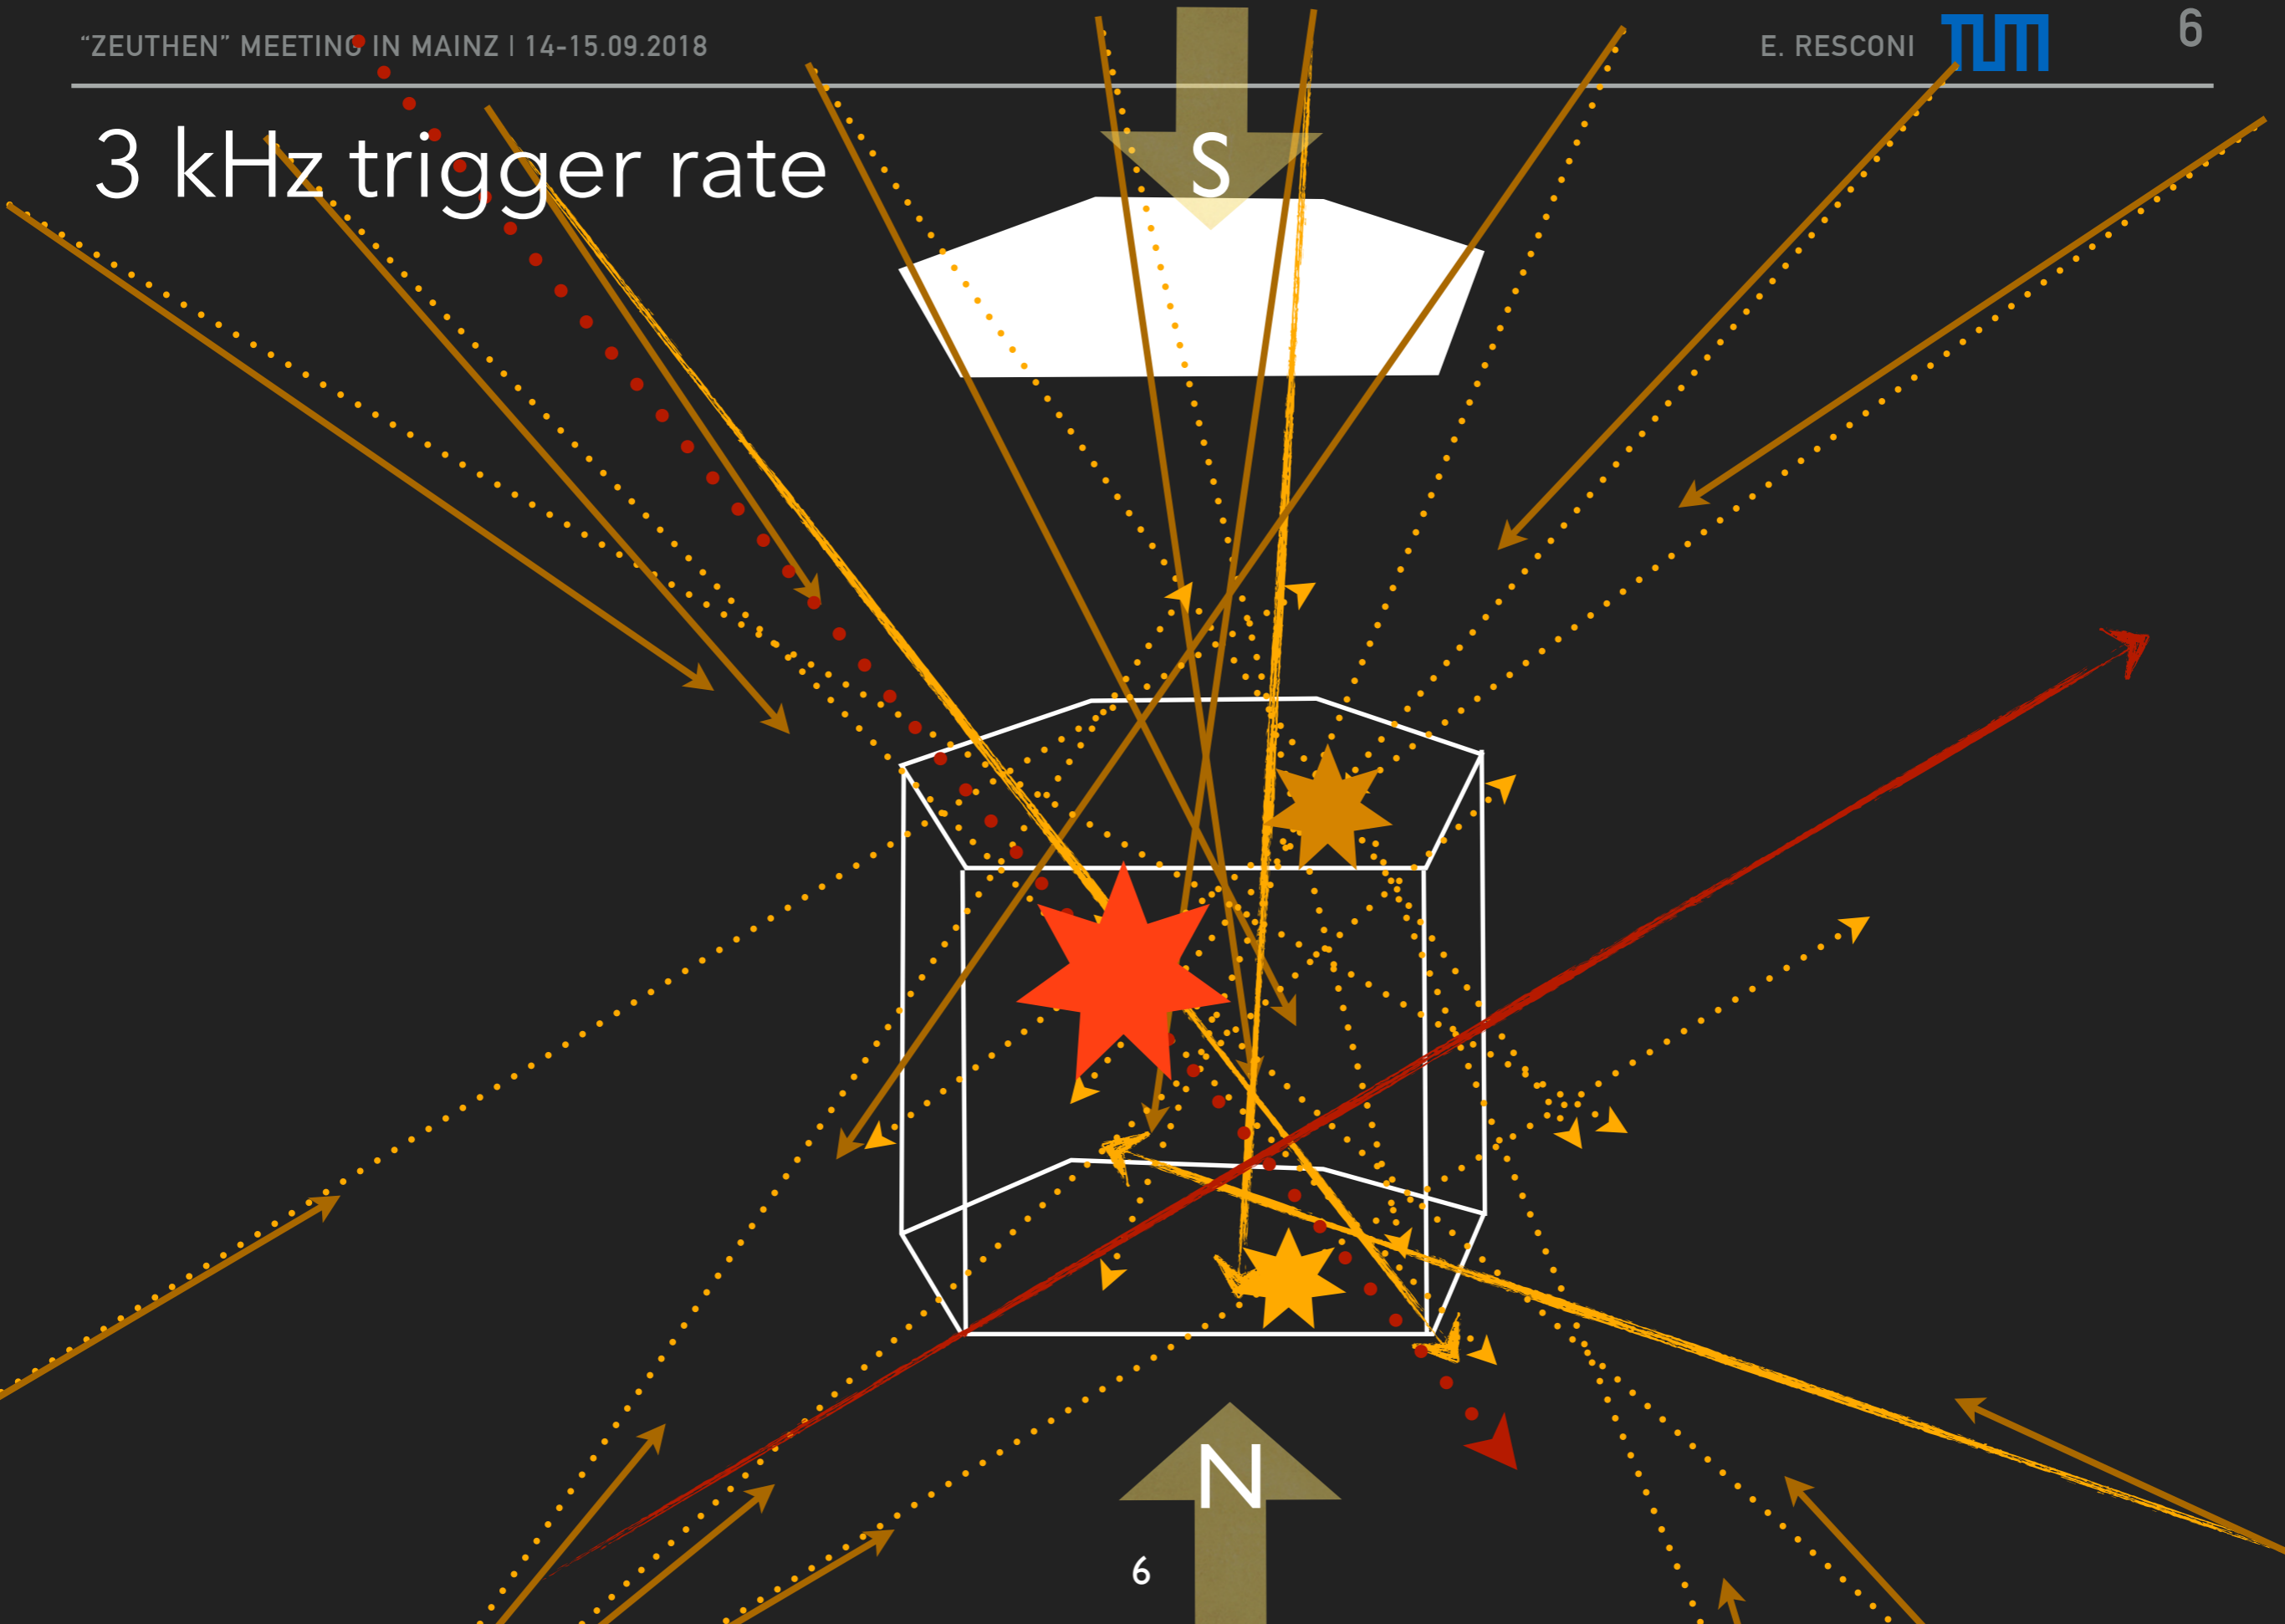 “ZEUTHEN” MEETING IN MAINZ | 14-15.09.2018
E. RESCONI TUM 6
3 kHz trigger rate
S
N
6